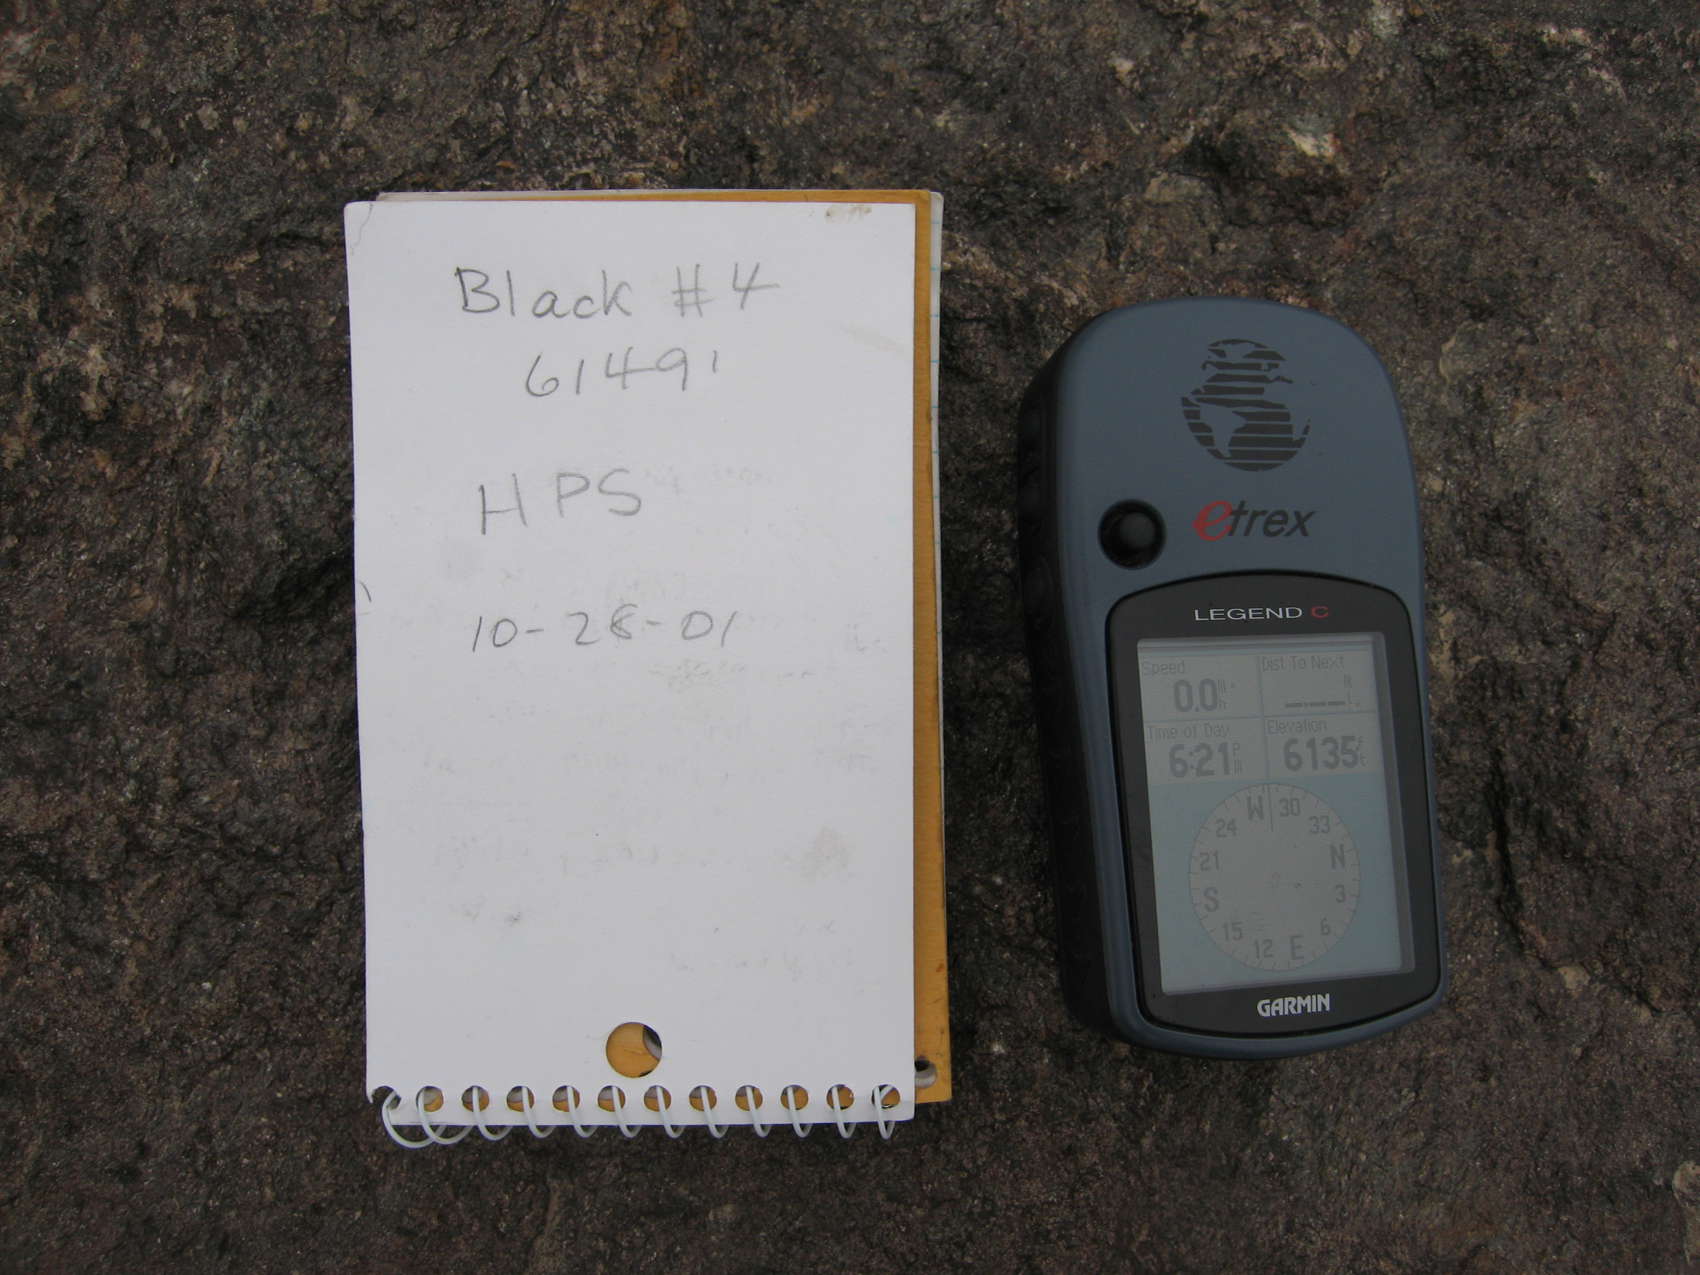 Black #4
6149'
HPS
10-28-01
etrex
LEGEND C
Speed
0.0
Dist To Next
Time of Day
6:21 P m
Elevation
6135 f t
W 30 33 N 3 6 E 12 15 S 21 24
GARMIN